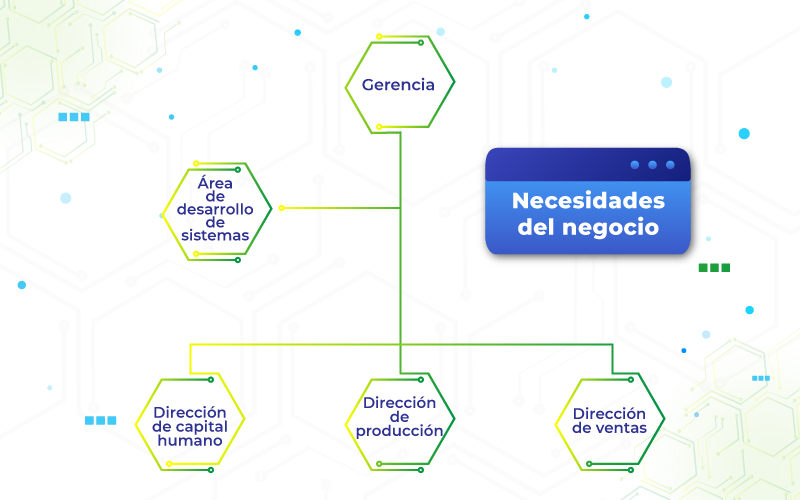 Gerencia
Área
de
desarrollo
de
sistemas
Necesidades
del negocio
Dirección
de capital
humano
Dirección
de
producción
Dirección
de ventas